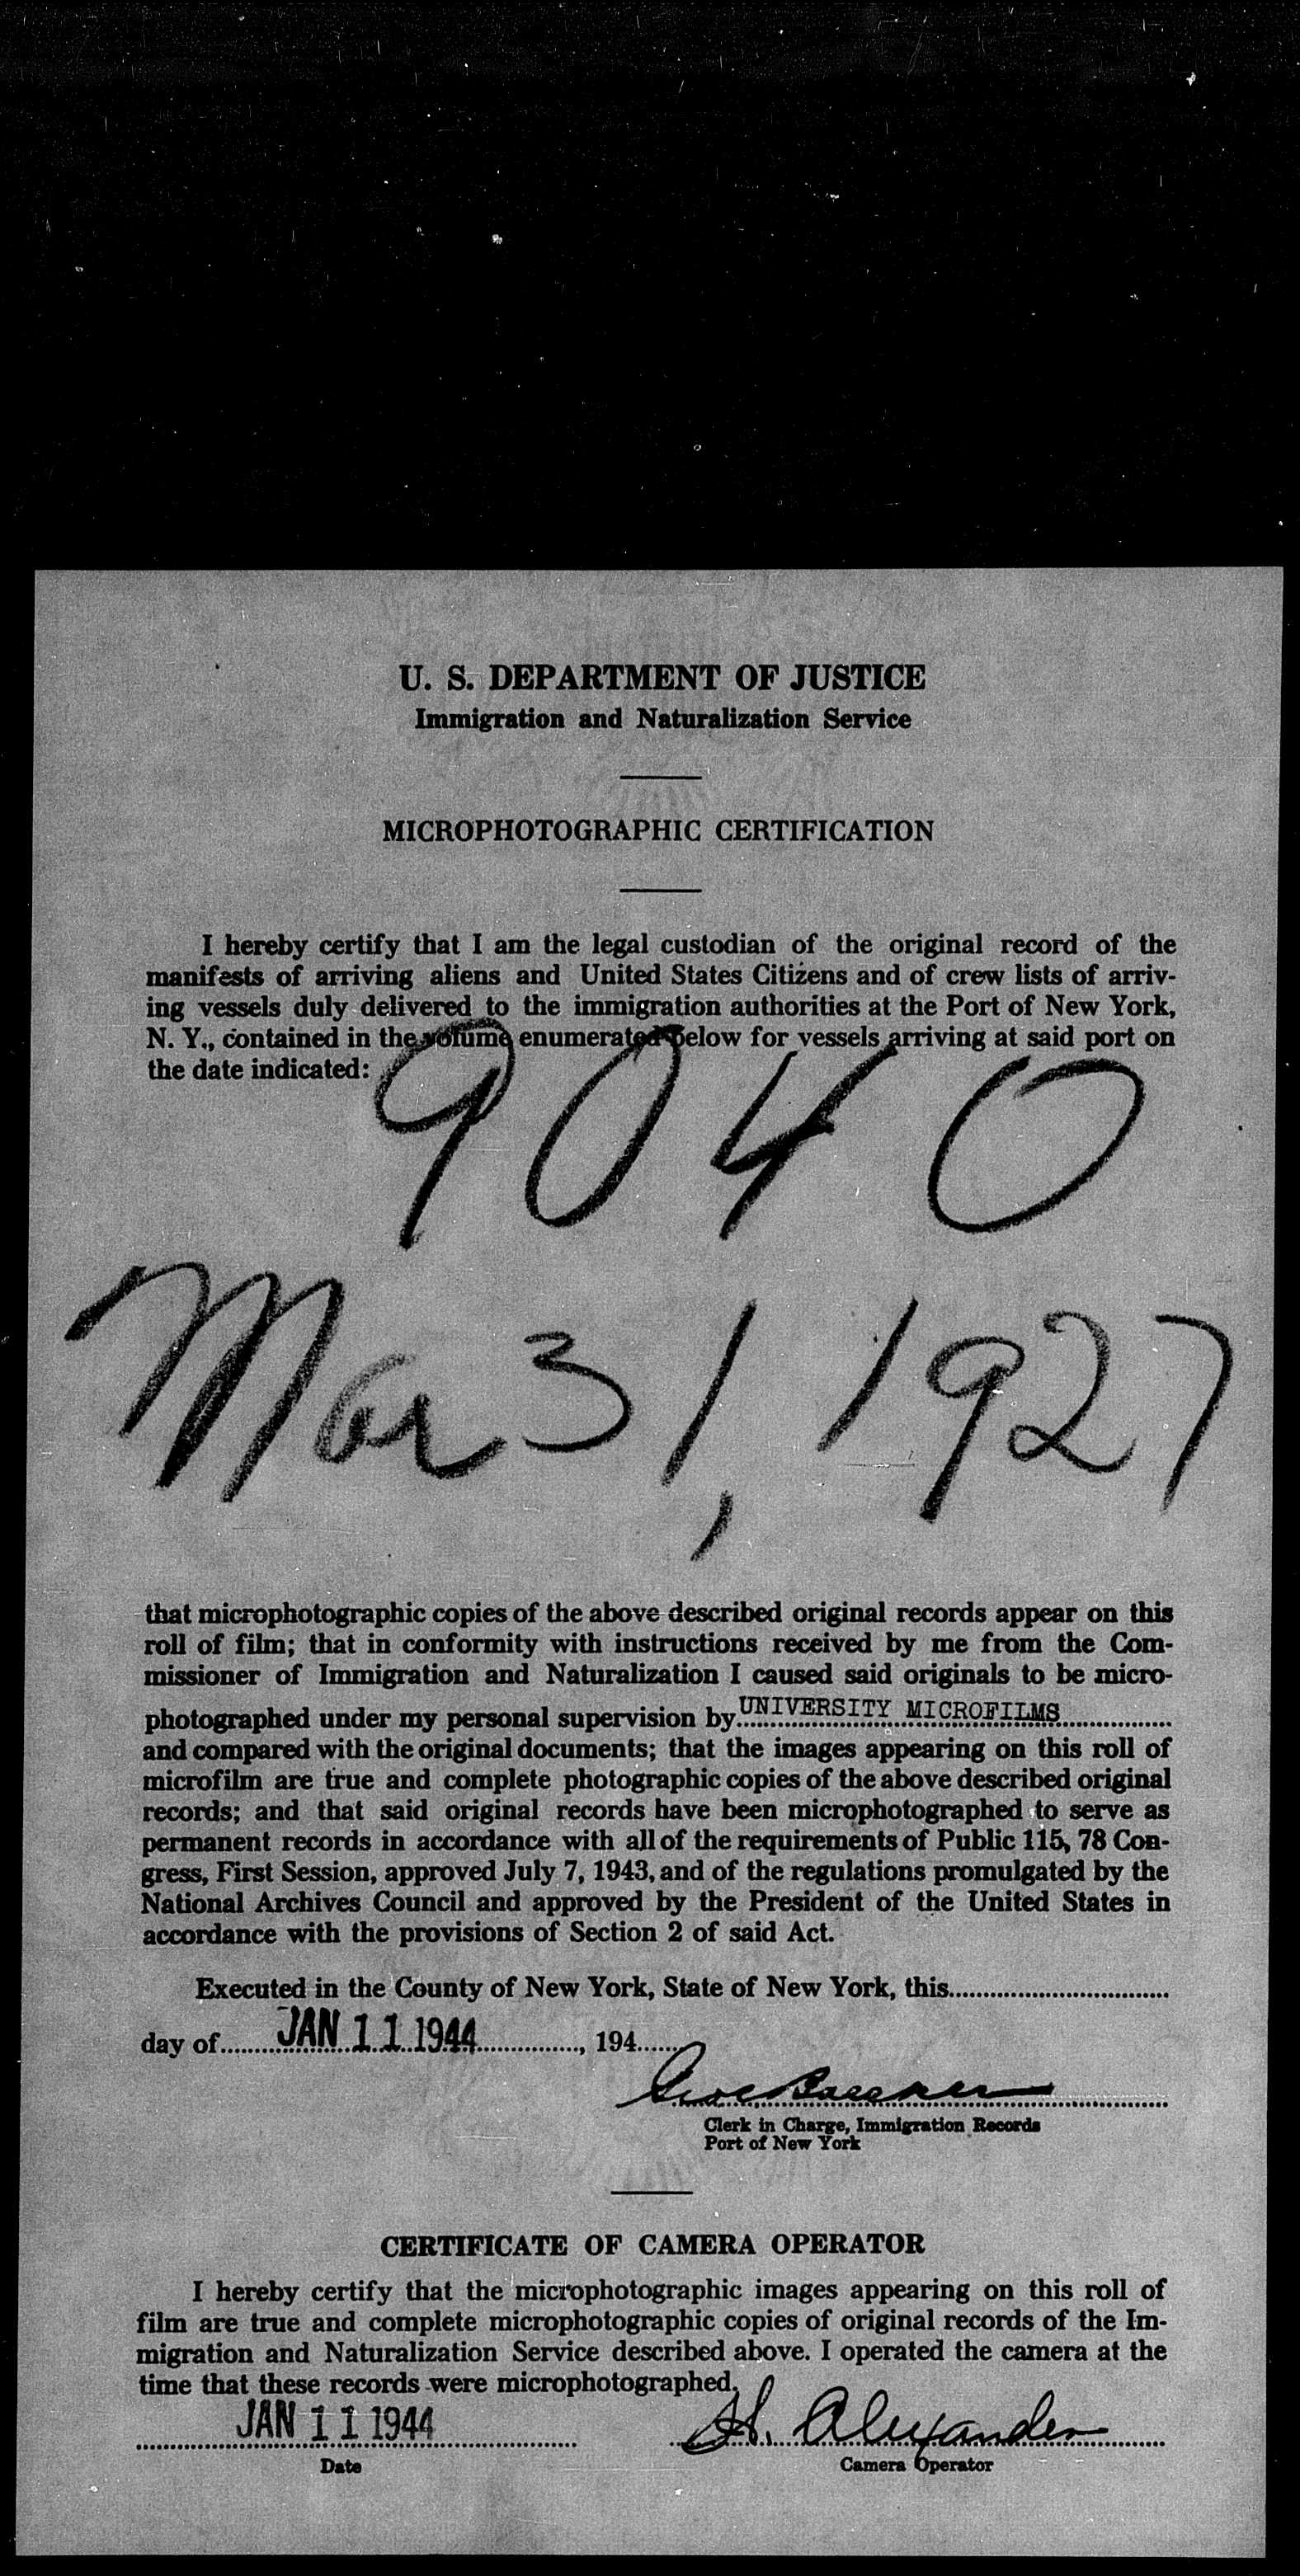 U. S. DEPARTMENT OF JUSTICE
Immigration and Naturalization Service
MICROPHOTOGRAPHIC CERTIFICATION
I hereby certify that I am the legal custodian of the original record of the
manifests of arriving aliens and United States Citizens and of crew lists of arriv-
ing vessels duly delivered to the immigration authorities at the Port of New York,
N. Y., contained in the volume enumerated below for vessels arriving at said port on
the date indicated:
9040
Mar 31, 1927
that microphotographic copies of the above described original records appear on this
roll of film; that in conformity with instructions received by me from the Com-
missioner of Immigration and Naturalization I caused said originals to be micro-
photographed under my personal supervision by UNIVERSITY MICROFILMS
and compared with the original documents; that the images appearing on this roll of
microfilm are true and complete photographic copies of the above described original
records; and that said original records have been microphotographed to serve as
permanent records in accordance with all of the requirements of Public 115, 78 Con-
gress, First Session, approved July 7, 1943, and of the regulations promulgated by the
National Archives Council and approved by the President of the United States in
accordance with the provisions of Section 2 of said Act.
Executed in the County of New York, State of New York, this
day of JAN 11 1944, 194
Clerk in Charge, Immigration Records
Port of New York
CERTIFICATE OF CAMERA OPERATOR
I hereby certify that the microphotographic images appearing on this roll of
film are true and complete microphotographic copies of original records of the Im-
migration and Naturalization Service described above. I operated the camera at the
time that these records were microphotographed.
JAN 11 1944 H. Alexander
Date Camera Operator